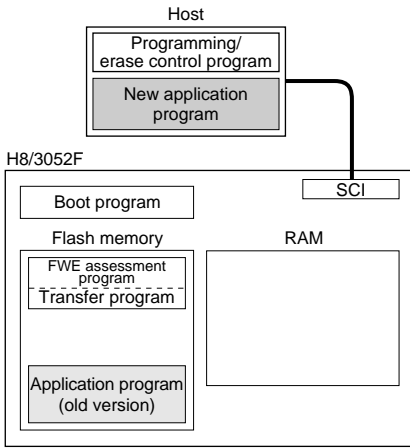 Host
Programming/
erase control program
New application
program
H8/3052F
SCI
Boot program
Flash memory
RAM
FWE assessment
program
Transfer program
Application program
(old version)